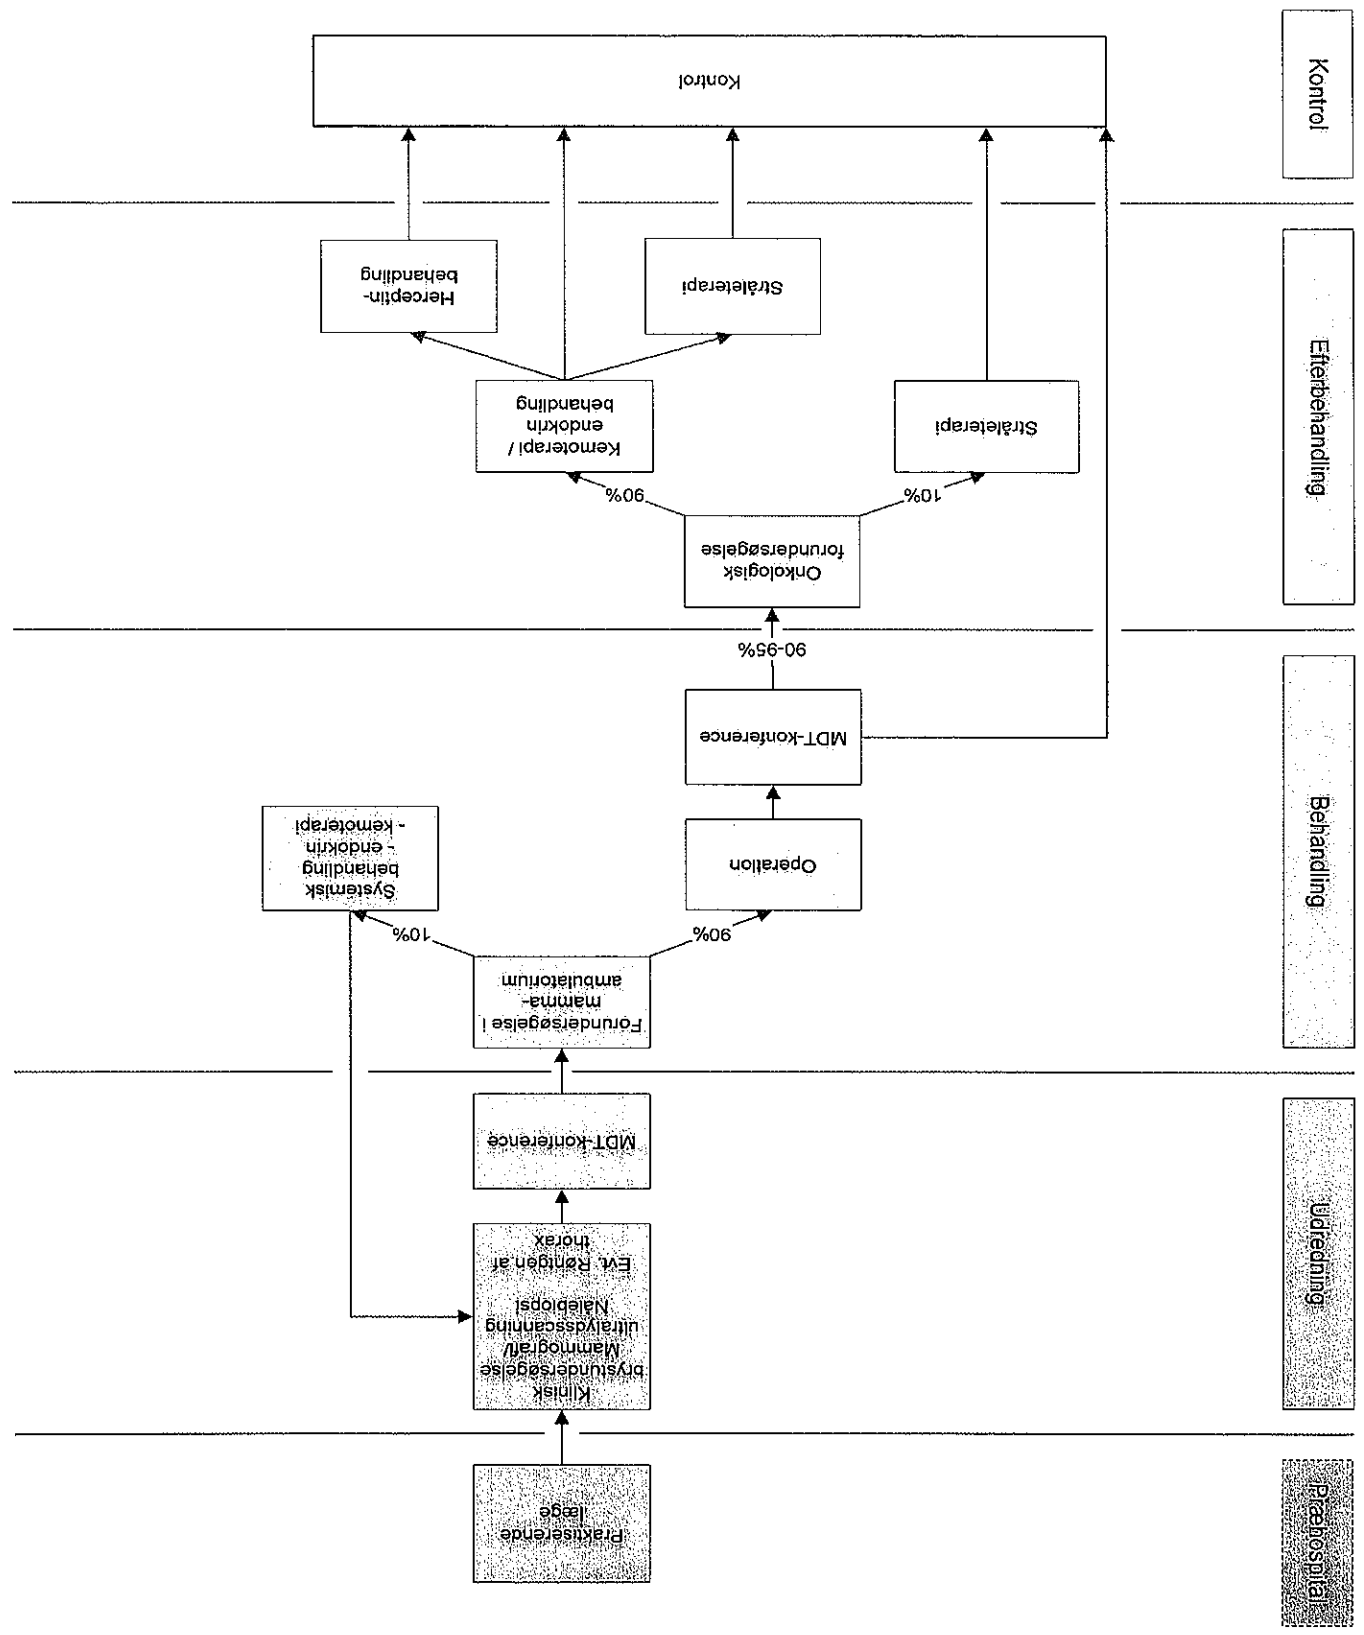 Præhospital
Praktiserende
læge
Udredning
Klinisk
brystundersøgelse
Mammografi/
ultralydsscanning
Nålebiopsi
Evt. Røntgen af
thorax
MDT-konference
Behandling
Forundersøgelse i
mamma-
ambulatorium
90%
10%
Operation
Systemisk
behandling
- endokrin
- kemoterapi
MDT-konference
90-95%
Efterbehandling
Onkologisk
forundersøgelse
10%
90%
Stråleterapi
Kemoterapi /
endokrin
behandling
Stråleterapi
Herceptin-
behandling
Kontrol
Kontrol